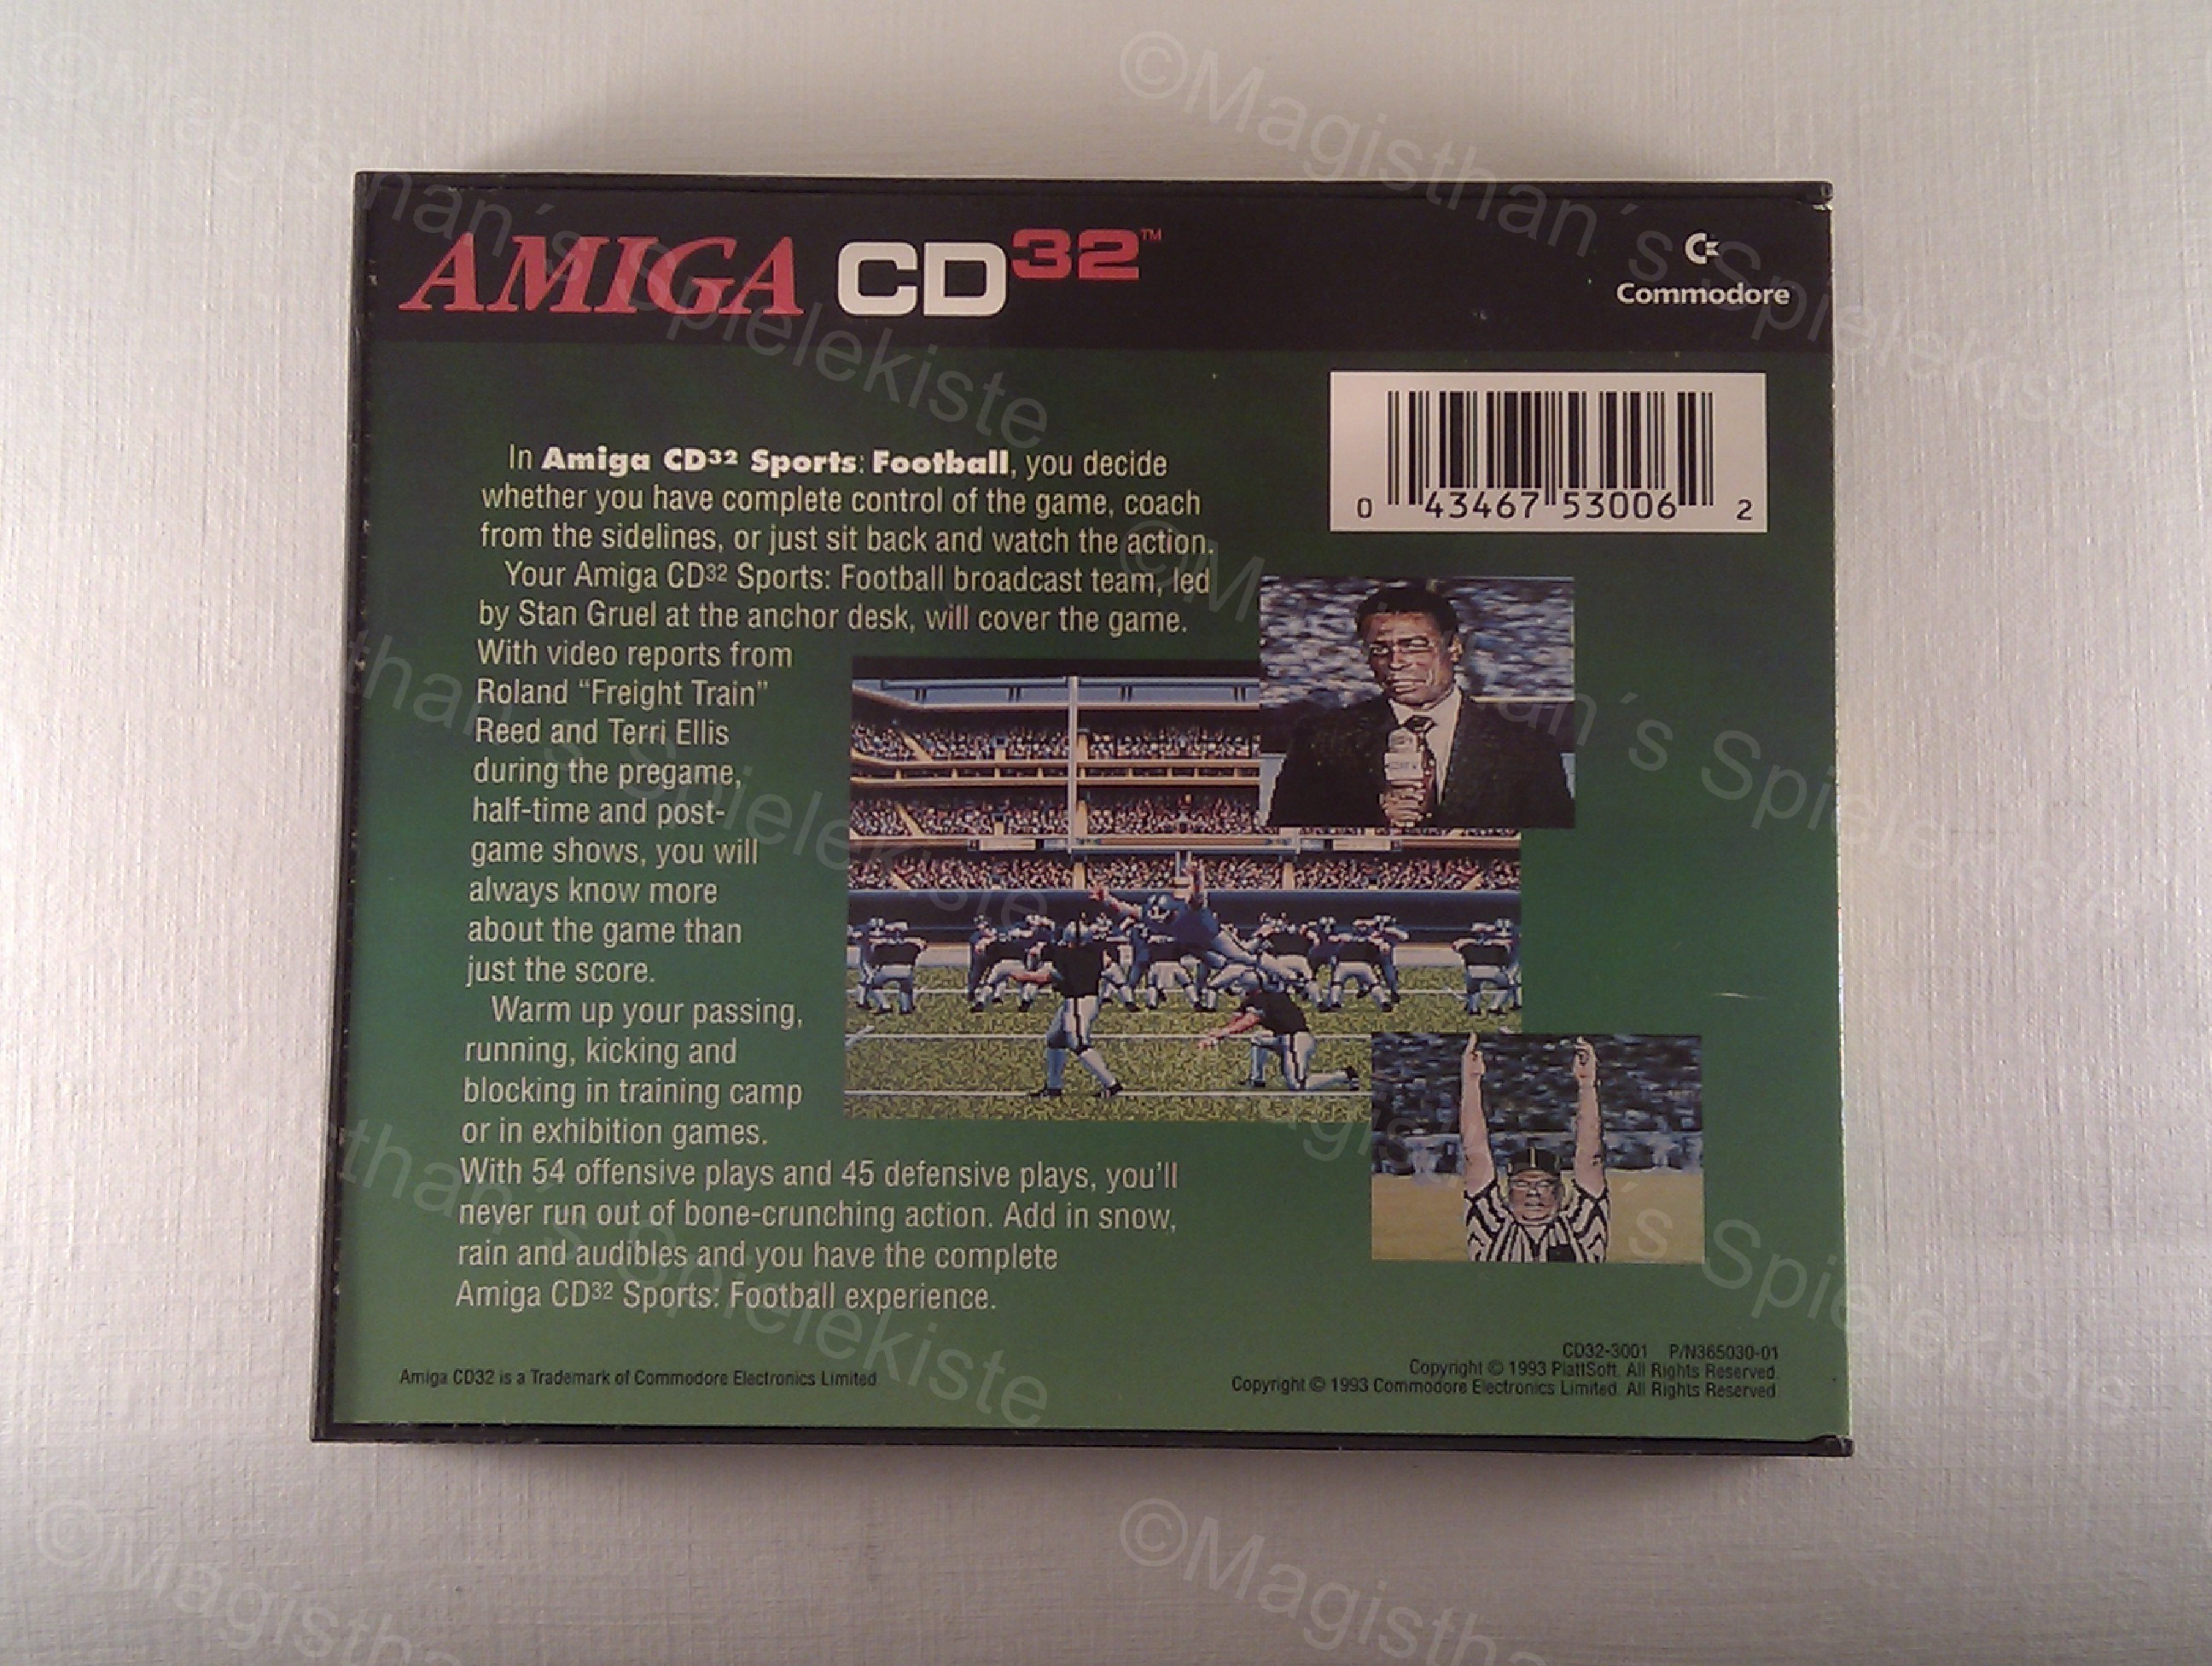 AMIGA CD32™
Commodore
0 43467 53006 2
In Amiga CD32 Sports: Football, you decide
whether you have complete control of the game, coach
from the sidelines, or just sit back and watch the action.
Your Amiga CD32 Sports: Football broadcast team, led
by Stan Gruel at the anchor desk, will cover the game.
With video reports from
Roland “Freight Train”
Reed and Terri Ellis
during the pregame,
half-time and post-
game shows, you will
always know more
about the game than
just the score.
Warm up your passing,
running, kicking and
blocking in training camp
or in exhibition games.
With 54 offensive plays and 45 defensive plays, you’ll
never run out of bone-crunching action. Add in snow,
rain and audibles and you have the complete
Amiga CD32 Sports: Football experience.
Amiga CD32 is a Trademark of Commodore Electronics Limited
CD32-3001 P/N365030-01
Copyright © 1993 PlattSoft. All Rights Reserved.
Copyright © 1993 Commodore Electronics Limited. All Rights Reserved.
©Magisthan´s Spielekiste
©Magisthan´s Spielekiste
©Magisthan´s Spielekiste